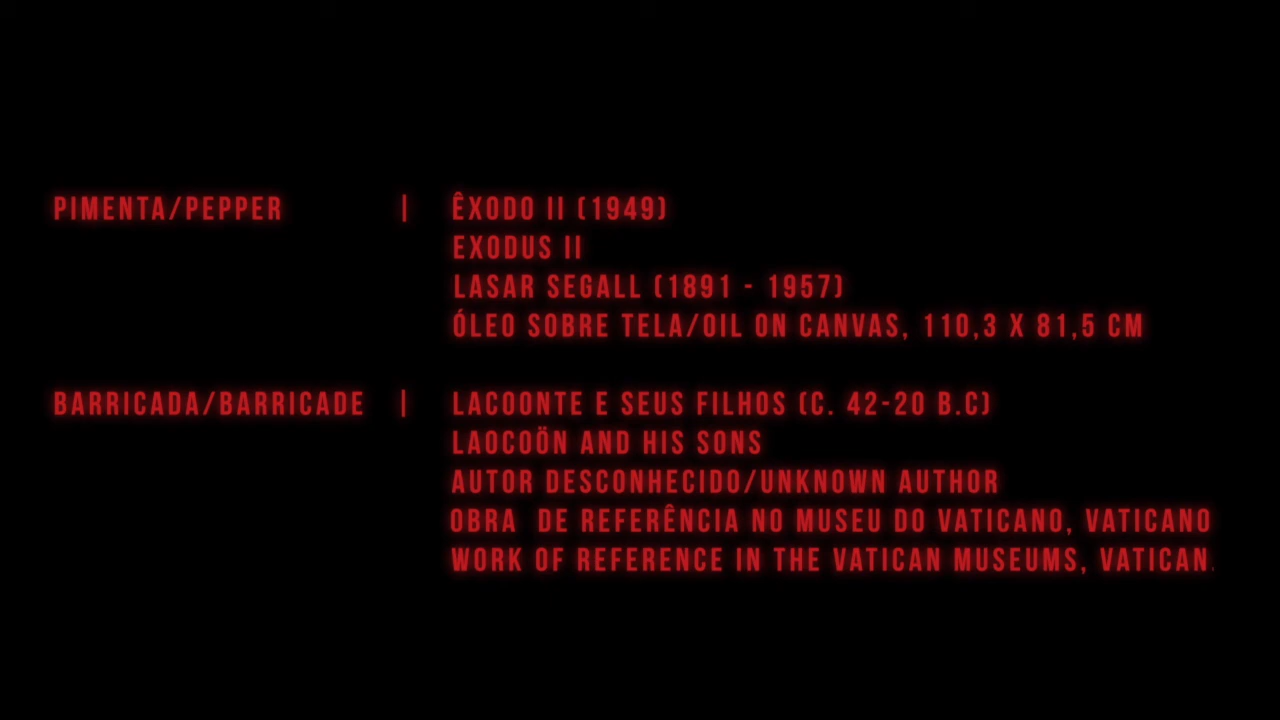 PIMENTA/PEPPER | ÊXODO II (1949)
EXODUS II
LASAR SEGALL (1891 - 1957)
ÓLEO SOBRE TELA/OIL ON CANVAS, 110,3 X 81,5 CM
BARRICADA/BARRICADE | LACOONTE E SEUS FILHOS (C. 42-20 B.C)
LAOCOÖN AND HIS SONS
AUTOR DESCONHECIDO/UNKNOWN AUTHOR
OBRA DE REFERÊNCIA NO MUSEU DO VATICANO, VATICANO
WORK OF REFERENCE IN THE VATICAN MUSEUMS, VATICAN.